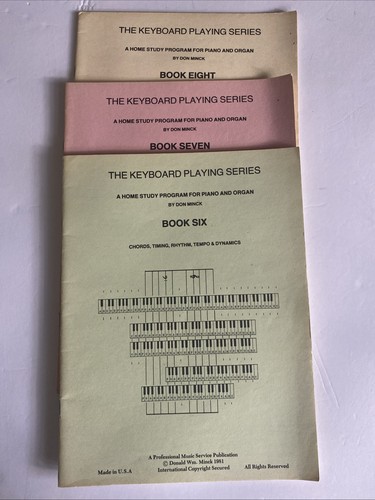 THE KEYBOARD PLAYING SERIES
A HOME STUDY PROGRAM FOR PIANO AND ORGAN
BY DON MINCK
BOOK EIGHT
THE KEYBOARD PLAYING SERIES
A HOME STUDY PROGRAM FOR PIANO AND ORGAN
BY DON MINCK
BOOK SEVEN
THE KEYBOARD PLAYING SERIES
A HOME STUDY PROGRAM FOR PIANO AND ORGAN
BY DON MINCK
BOOK SIX
CHORDS, TIMING, RHYTHM, TEMPO & DYNAMICS
A Professional Music Service Publication
© Donald Wm. Minck 1981
Made in U.S.A International Copyright Secured All Rights Reserved